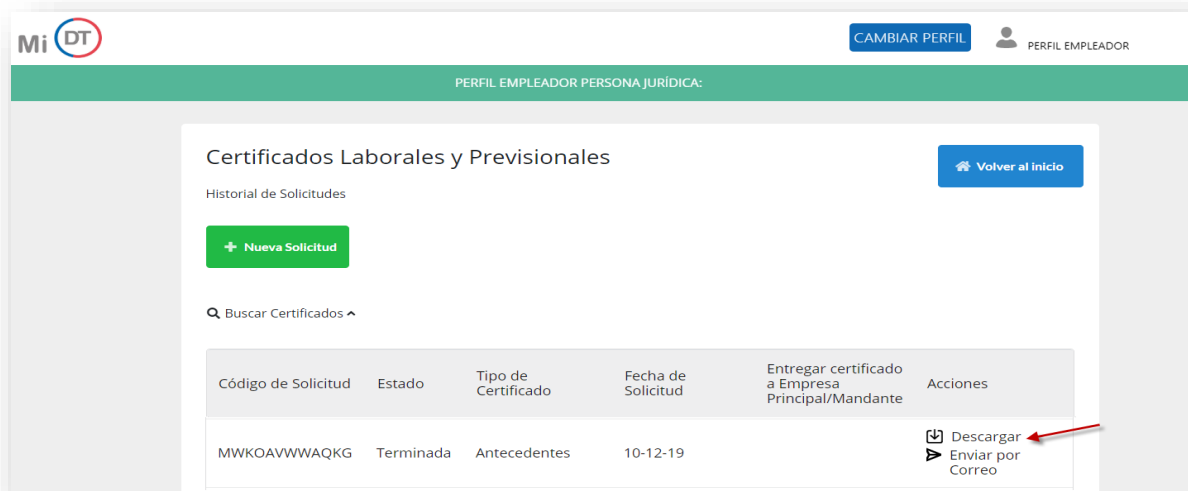 Mi DT
CAMBIAR PERFIL
PERFIL EMPLEADOR
PERFIL EMPLEADOR PERSONA JURÍDICA:
Certificados Laborales y Previsionales
Volver al inicio
Historial de Solicitudes
Nueva Solicitud
Buscar Certificados
Código de Solicitud
Estado
Tipo de
Certificado
Fecha de
Solicitud
Entregar certificado
a Empresa
Principal/Mandante
Acciones
MWKOAVWWAQKG
Terminada
Antecedentes
10-12-19
Descargar
Enviar por
Correo